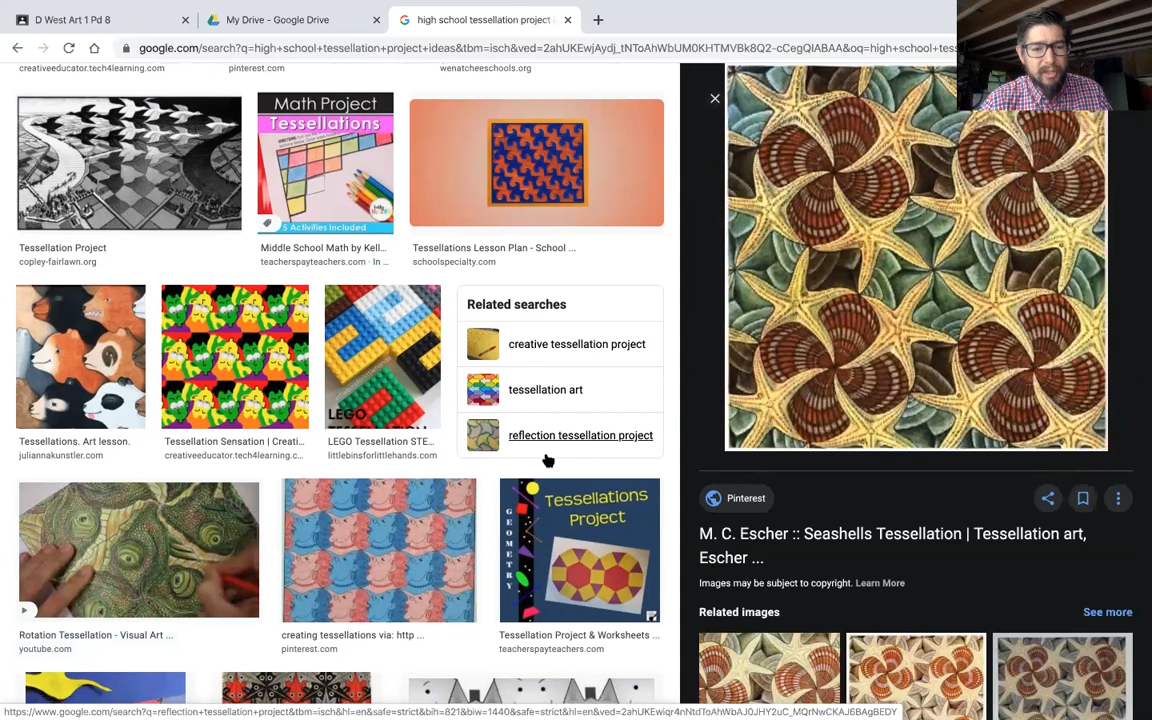 D West Art 1 Pd 8
My Drive - Google Drive
high school tessellation project
google.com/search?q=high+school+tessellation+project+ideas&tbm=isch&ved=2ahUKEwjAydj_tNToAhWbUM0KHTMVBk8Q2-cCegQIABAA&oq=high+school+tess
creativeeducator.tech4learning.com
pinterest.com
wenatcheeschools.org
Math Project
Tessellations
5 Activities Included
Tessellation Project
copley-fairlawn.org
Middle School Math by Kell...
teacherspayteachers.com · In ...
Tessellations Lesson Plan - School ...
schoolspecialty.com
Related searches
creative tessellation project
tessellation art
reflection tessellation project
LEGO
Tessellations. Art lesson.
juliannakunstler.com
Tessellation Sensation | Creati...
creativeeducator.tech4learning.c...
LEGO Tessellation STE...
littlebinsforlittlehands.com
GEOMETRY
Tessellations
Project
Rotation Tessellation - Visual Art ...
youtube.com
creating tessellations via: http ...
pinterest.com
Tessellation Project & Worksheets ...
teacherspayteachers.com
Pinterest
M. C. Escher :: Seashells Tessellation | Tessellation art,
Escher ...
Images may be subject to copyright. Learn More
Related images
See more
https://www.google.com/search?q=reflection+tessellation+project&tbm=isch&hl=en&safe=strict&bih=821&biw=1440&safe=strict&hl=en&ved=2ahUKEwiqr4nNtdToAhWbAJ0JHY2uC_MQrNwCKAJ6BAgBEDY